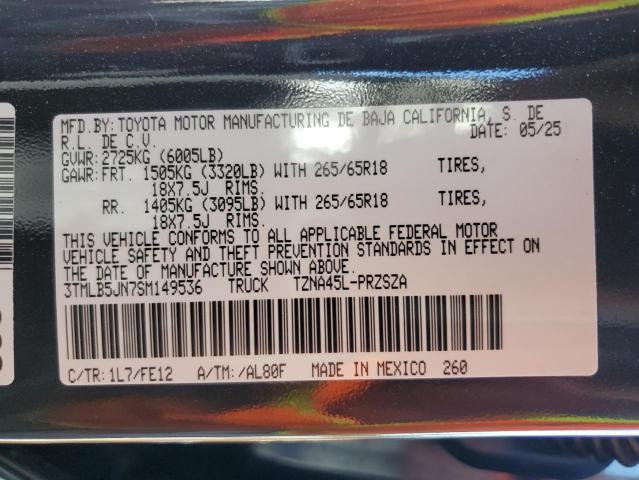 MFD.BY:TOYOTA MOTOR MANUFACTURING DE BAJA CALIFORNIA, S. DE
R.L. DE C.V. DATE: 05/25
GVWR:2725KG (6005LB)
GAWR:FRT. 1505KG (3320LB) WITH 265/65R18 TIRES,
18X7.5J RIMS.
RR. 1405KG (3095LB) WITH 265/65R18 TIRES,
18X7.5J RIMS.
THIS VEHICLE CONFORMS TO ALL APPLICABLE FEDERAL MOTOR
VEHICLE SAFETY AND THEFT PREVENTION STANDARDS IN EFFECT ON
THE DATE OF MANUFACTURE SHOWN ABOVE.
3TMLB5JN7SM149536 TRUCK TZNA45L-PRZSZA
C/TR:1L7/FE12 A/TM:/AL80F MADE IN MEXICO 260